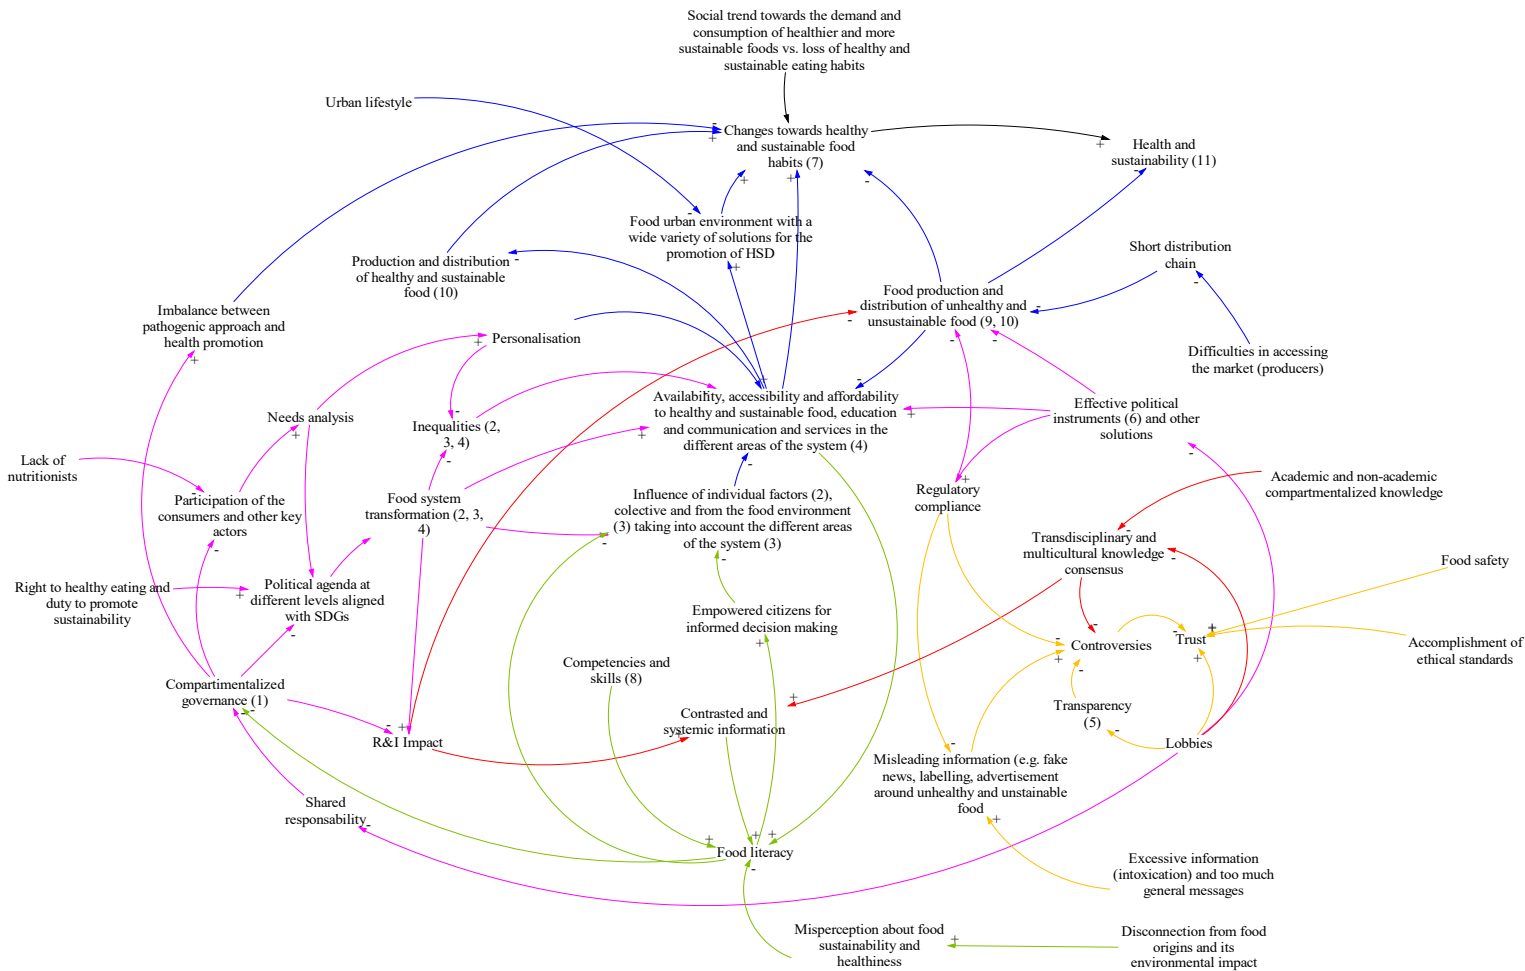 Social trend towards the demand and
consumption of healthier and more
sustainable foods vs. loss of healthy and
sustainable eating habits
Urban lifestyle
Changes towards healthy
and sustainable food
habits (7)
Health and
sustainability (11)
Food urban environment with a
wide variety of solutions for the
promotion of HSD
Short distribution
chain
Production and distribution
of healthy and sustainable
food (10)
Food production and
distribution of unhealthy and
unsustainable food (9, 10)
Imbalance between
pathogenic approach and
health promotion
Personalisation
Difficulties in accessing
the market (producers)
Availability, accessibility and affordability
to healthy and sustainable food, education
and communication and services in the
different areas of the system (4)
Effective political
instruments (6) and other
solutions
Needs analysis
Inequalities (2,
3, 4)
Lack of
nutritionists
Academic and non-academic
compartmentalized knowledge
Participation of the
consumers and other key
actors
Food system
transformation (2, 3,
4)
Influence of individual factors (2),
colective and from the food environment
(3) taking into account the different areas
of the system (3)
Regulatory
compliance
Transdisciplinary and
multicultural knowledge
consensus
Food safety
Right to healthy eating and
duty to promote
sustainability
Political agenda at
different levels aligned
with SDGs
Empowered citizens for
informed decision making
Controversies
Trust
Accomplishment of
ethical standards
Competencies and
skills (8)
Compartimentalized
governance (1)
Transparency
(5)
Contrasted and
systemic information
R&I Impact
Lobbies
Misleading information (e.g. fake
news, labelling, advertisement
around unhealthy and unstainable
food
Shared
responsability
Food literacy
Excessive information
(intoxication) and too much
general messages
Misperception about food
sustainability and
healthiness
Disconnection from food
origins and its
environmental impact